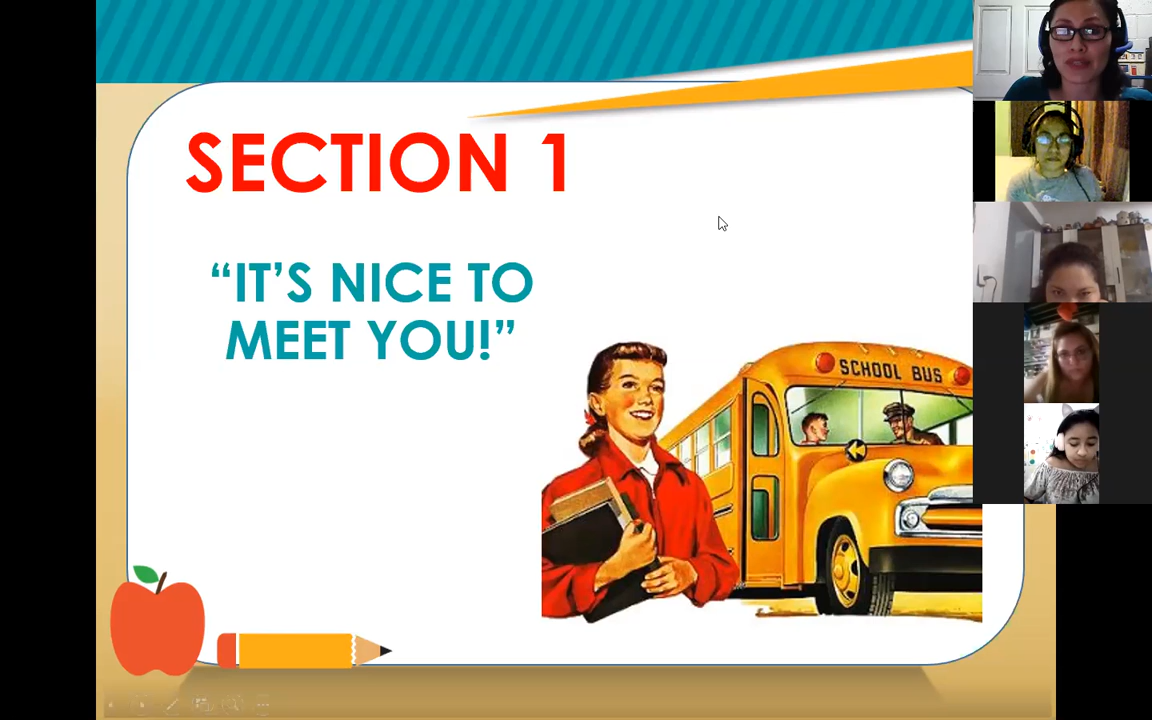 SECTION 1
“IT’S NICE TO
MEET YOU!”
SCHOOL BUS